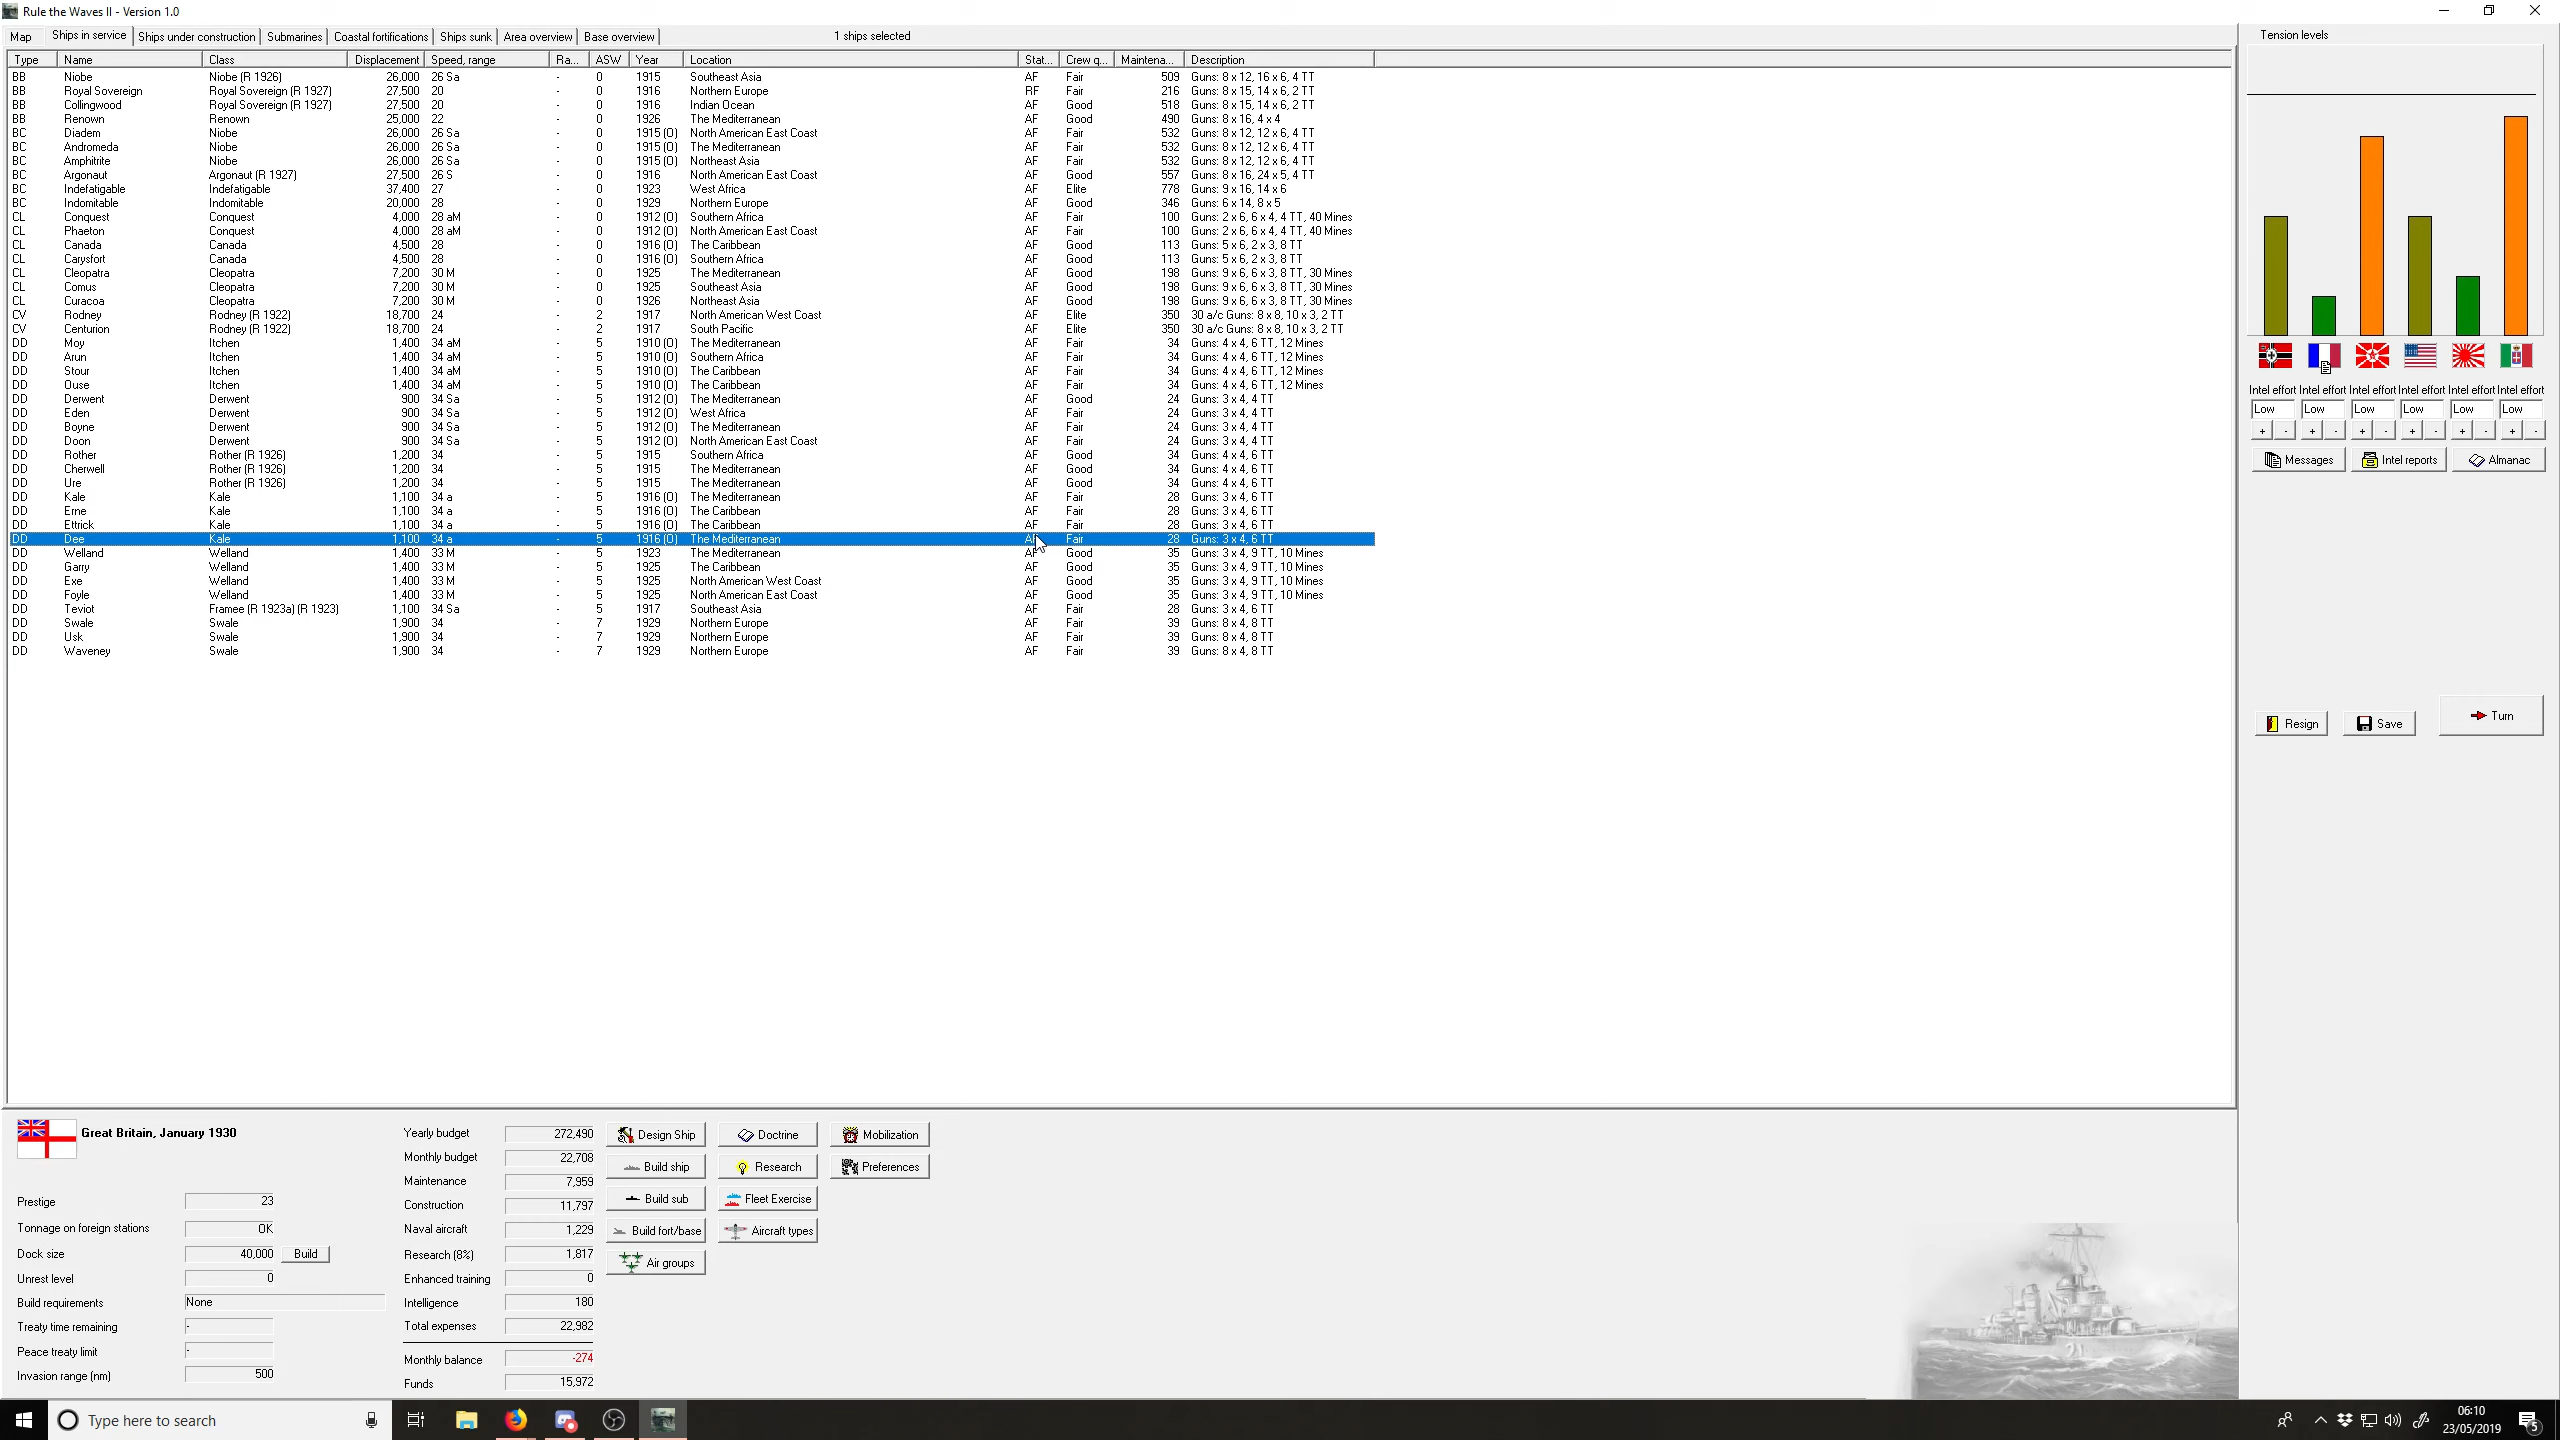 Rule the Waves II - Version 1.0
Map Ships in service Ships under construction Submarines Coastal fortifications Ships sunk Area overview Base overview 1 ships selected
Type Name Class Displacement Speed, range Ra... ASW Year Location Stat... Crew q... Maintena... Description
BB Niobe Niobe (R 1926) 26,000 26 Sa - 0 1915 Southeast Asia AF Fair 509 Guns: 8 x 12, 16 x 6, 4 TT
BB Royal Sovereign Royal Sovereign (R 1927) 27,500 20 - 0 1916 Northern Europe RF Fair 216 Guns: 8 x 15, 14 x 6, 2 TT
BB Collingwood Royal Sovereign (R 1927) 27,500 20 - 0 1916 Indian Ocean AF Good 518 Guns: 8 x 15, 14 x 6, 2 TT
BB Renown Renown 25,000 22 - 0 1926 The Mediterranean AF Good 490 Guns: 8 x 16, 4 x 4
BC Diadem Niobe 26,000 26 Sa - 0 1915 (O) North American East Coast AF Fair 532 Guns: 8 x 12, 12 x 6, 4 TT
BC Andromeda Niobe 26,000 26 Sa - 0 1915 (O) The Mediterranean AF Fair 532 Guns: 8 x 12, 12 x 6, 4 TT
BC Amphitrite Niobe 26,000 26 Sa - 0 1915 (O) Northeast Asia AF Fair 532 Guns: 8 x 12, 12 x 6, 4 TT
BC Argonaut Argonaut (R 1927) 27,500 26 S - 0 1916 North American East Coast AF Good 557 Guns: 8 x 16, 24 x 5, 4 TT
BC Indefatigable Indefatigable 37,400 27 - 0 1923 West Africa AF Elite 778 Guns: 9 x 16, 14 x 6
BC Indomitable Indomitable 20,000 28 - 0 1929 Northern Europe AF Good 346 Guns: 6 x 14, 8 x 5
CL Conquest Conquest 4,000 28 aM - 0 1912 (O) Southern Africa AF Fair 100 Guns: 2 x 6, 6 x 4, 4 TT, 40 Mines
CL Phaeton Conquest 4,000 28 aM - 0 1912 (O) North American East Coast AF Fair 100 Guns: 2 x 6, 6 x 4, 4 TT, 40 Mines
CL Canada Canada 4,500 28 - 0 1916 (O) The Caribbean AF Good 113 Guns: 5 x 6, 2 x 3, 8 TT
CL Carysfort Canada 4,500 28 - 0 1916 (O) Southern Africa AF Good 113 Guns: 5 x 6, 2 x 3, 8 TT
CL Cleopatra Cleopatra 7,200 30 M - 0 1925 The Mediterranean AF Good 198 Guns: 9 x 6, 6 x 3, 8 TT, 30 Mines
CL Comus Cleopatra 7,200 30 M - 0 1925 Southeast Asia AF Good 198 Guns: 9 x 6, 6 x 3, 8 TT, 30 Mines
CL Curacoa Cleopatra 7,200 30 M - 0 1926 Northeast Asia AF Good 198 Guns: 9 x 6, 6 x 3, 8 TT, 30 Mines
CV Rodney Rodney (R 1922) 18,700 24 - 2 1917 North American West Coast AF Elite 350 30 a/c Guns: 8 x 8, 10 x 3, 2 TT
CV Centurion Rodney (R 1922) 18,700 24 - 2 1917 South Pacific AF Elite 350 30 a/c Guns: 8 x 8, 10 x 3, 2 TT
DD Moy Itchen 1,400 34 aM - 5 1910 (O) The Mediterranean AF Fair 34 Guns: 4 x 4, 6 TT, 12 Mines
DD Arun Itchen 1,400 34 aM - 5 1910 (O) Southern Africa AF Fair 34 Guns: 4 x 4, 6 TT, 12 Mines
DD Stour Itchen 1,400 34 aM - 5 1910 (O) The Caribbean AF Fair 34 Guns: 4 x 4, 6 TT, 12 Mines
DD Ouse Itchen 1,400 34 aM - 5 1910 (O) The Caribbean AF Fair 34 Guns: 4 x 4, 6 TT, 12 Mines
DD Derwent Derwent 900 34 Sa - 5 1912 (O) The Mediterranean AF Good 24 Guns: 3 x 4, 4 TT
DD Eden Derwent 900 34 Sa - 5 1912 (O) West Africa AF Fair 24 Guns: 3 x 4, 4 TT
DD Boyne Derwent 900 34 Sa - 5 1912 (O) The Mediterranean AF Fair 24 Guns: 3 x 4, 4 TT
DD Doon Derwent 900 34 Sa - 5 1912 (O) North American East Coast AF Fair 24 Guns: 3 x 4, 4 TT
DD Rother Rother (R 1926) 1,200 34 - 5 1915 Southern Africa AF Good 34 Guns: 4 x 4, 6 TT
DD Cherwell Rother (R 1926) 1,200 34 - 5 1915 The Mediterranean AF Good 34 Guns: 4 x 4, 6 TT
DD Ure Rother (R 1926) 1,200 34 - 5 1915 The Mediterranean AF Good 34 Guns: 4 x 4, 6 TT
DD Kale Kale 1,100 34 a - 5 1916 (O) The Mediterranean AF Fair 28 Guns: 3 x 4, 6 TT
DD Erne Kale 1,100 34 a - 5 1916 (O) The Caribbean AF Fair 28 Guns: 3 x 4, 6 TT
DD Ettrick Kale 1,100 34 a - 5 1916 (O) The Caribbean AF Fair 28 Guns: 3 x 4, 6 TT
DD Dee Kale 1,100 34 a - 5 1916 (O) The Mediterranean AF Fair 28 Guns: 3 x 4, 6 TT
DD Welland Welland 1,400 33 M - 5 1923 The Mediterranean AF Good 35 Guns: 3 x 4, 9 TT, 10 Mines
DD Garry Welland 1,400 33 M - 5 1925 The Caribbean AF Good 35 Guns: 3 x 4, 9 TT, 10 Mines
DD Exe Welland 1,400 33 M - 5 1925 North American West Coast AF Good 35 Guns: 3 x 4, 9 TT, 10 Mines
DD Foyle Welland 1,400 33 M - 5 1925 North American East Coast AF Good 35 Guns: 3 x 4, 9 TT, 10 Mines
DD Teviot Framee (R 1923a) (R 1923) 1,100 34 Sa - 5 1917 Southeast Asia AF Fair 28 Guns: 3 x 4, 6 TT
DD Swale Swale 1,900 34 - 7 1929 Northern Europe AF Fair 39 Guns: 8 x 4, 8 TT
DD Usk Swale 1,900 34 - 7 1929 Northern Europe AF Fair 39 Guns: 8 x 4, 8 TT
DD Waveney Swale 1,900 34 - 7 1929 Northern Europe AF Fair 39 Guns: 8 x 4, 8 TT
Tension levels
Intel effort Intel effort Intel effort Intel effort Intel effort Intel effort
Low Low Low Low Low Low
+ - + - + - + - + - + -
Messages Intel reports Almanac
Resign Save Turn
Great Britain, January 1930
Prestige 23
Tonnage on foreign stations OK
Dock size 40,000 Build
Unrest level 0
Build requirements None
Treaty time remaining -
Peace treaty limit -
Invasion range (nm) 500
Yearly budget 272,490
Monthly budget 22,708
Maintenance 7,959
Construction 11,797
Naval aircraft 1,229
Research (8%) 1,817
Enhanced training 0
Intelligence 180
Total expenses 22,982
Monthly balance -274
Funds 15,972
Design Ship Doctrine Mobilization
Build ship Research Preferences
Build sub Fleet Exercise
Build fort/base Aircraft types
Air groups
Type here to search
06:10
23/05/2019
5